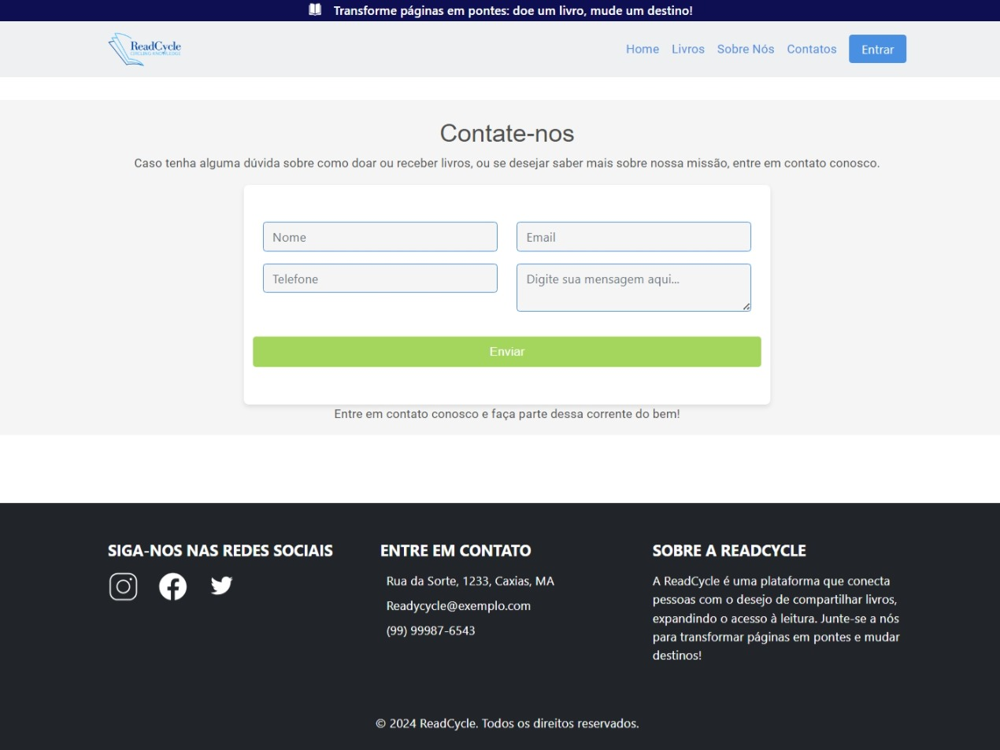 Transforme páginas em pontes: doe um livro, mude um destino!
ReadCycle
Home Livros Sobre Nós Contatos Entrar
Contate-nos
Caso tenha alguma dúvida sobre como doar ou receber livros, ou se desejar saber mais sobre nossa missão, entre em contato conosco.
Nome
Email
Telefone
Digite sua mensagem aqui...
Enviar
Entre em contato conosco e faça parte dessa corrente do bem!
SIGA-NOS NAS REDES SOCIAIS
ENTRE EM CONTATO
Rua da Sorte, 1233, Caxias, MA
Readycycle@exemplo.com
(99) 99987-6543
SOBRE A READCYCLE
A ReadCycle é uma plataforma que conecta
pessoas com o desejo de compartilhar livros,
expandindo o acesso à leitura. Junte-se a nós
para transformar páginas em pontes e mudar
destinos!
© 2024 ReadCycle. Todos os direitos reservados.